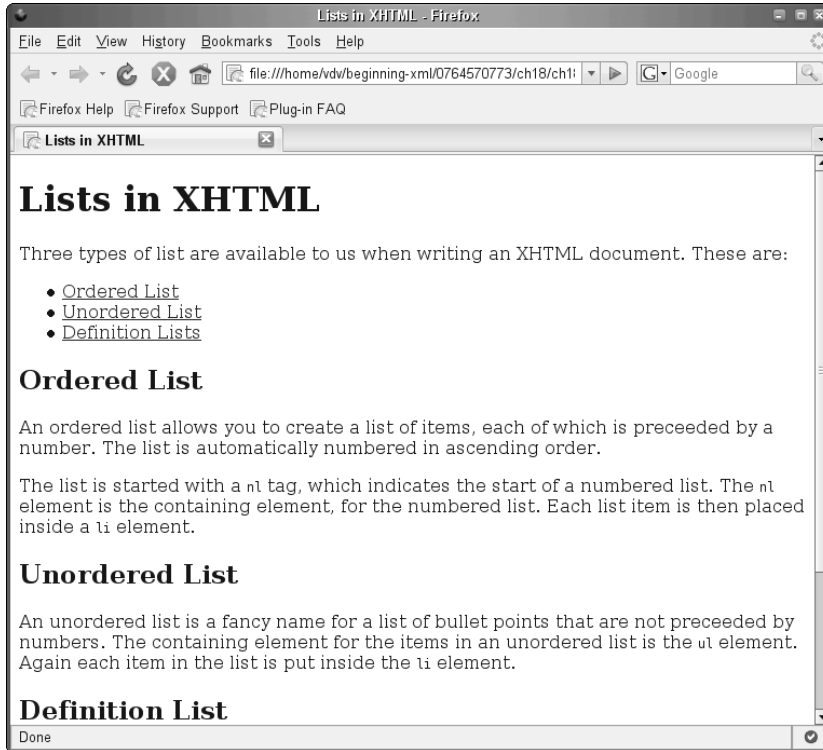 Lists in XHTML - Firefox
File Edit View History Bookmarks Tools Help
file:///home/vdw/beginning-xml/0764570773/ch18/ch18 G Google
Firefox Help Firefox Support Plug-in FAQ
Lists in XHTML
Lists in XHTML
Three types of list are available to us when writing an XHTML document. These are:
• Ordered List
• Unordered List
• Definition Lists
Ordered List
An ordered list allows you to create a list of items, each of which is preceeded by a
number. The list is automatically numbered in ascending order.
The list is started with a nl tag, which indicates the start of a numbered list. The nl
element is the containing element, for the numbered list. Each list item is then placed
inside a li element.
Unordered List
An unordered list is a fancy name for a list of bullet points that are not preceeded by
numbers. The containing element for the items in an unordered list is the ul element.
Again each item in the list is put inside the li element.
Definition List
Done